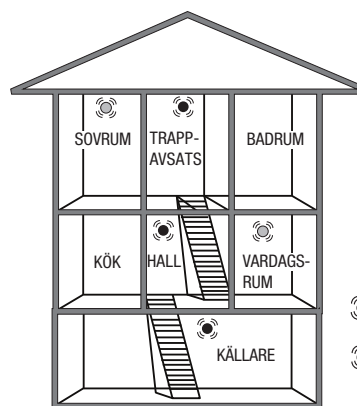 SOVRUM
TRAPP-
AVSATS
BADRUM
KÖK
HALL
VARDAGS-
RUM
KÄLLARE